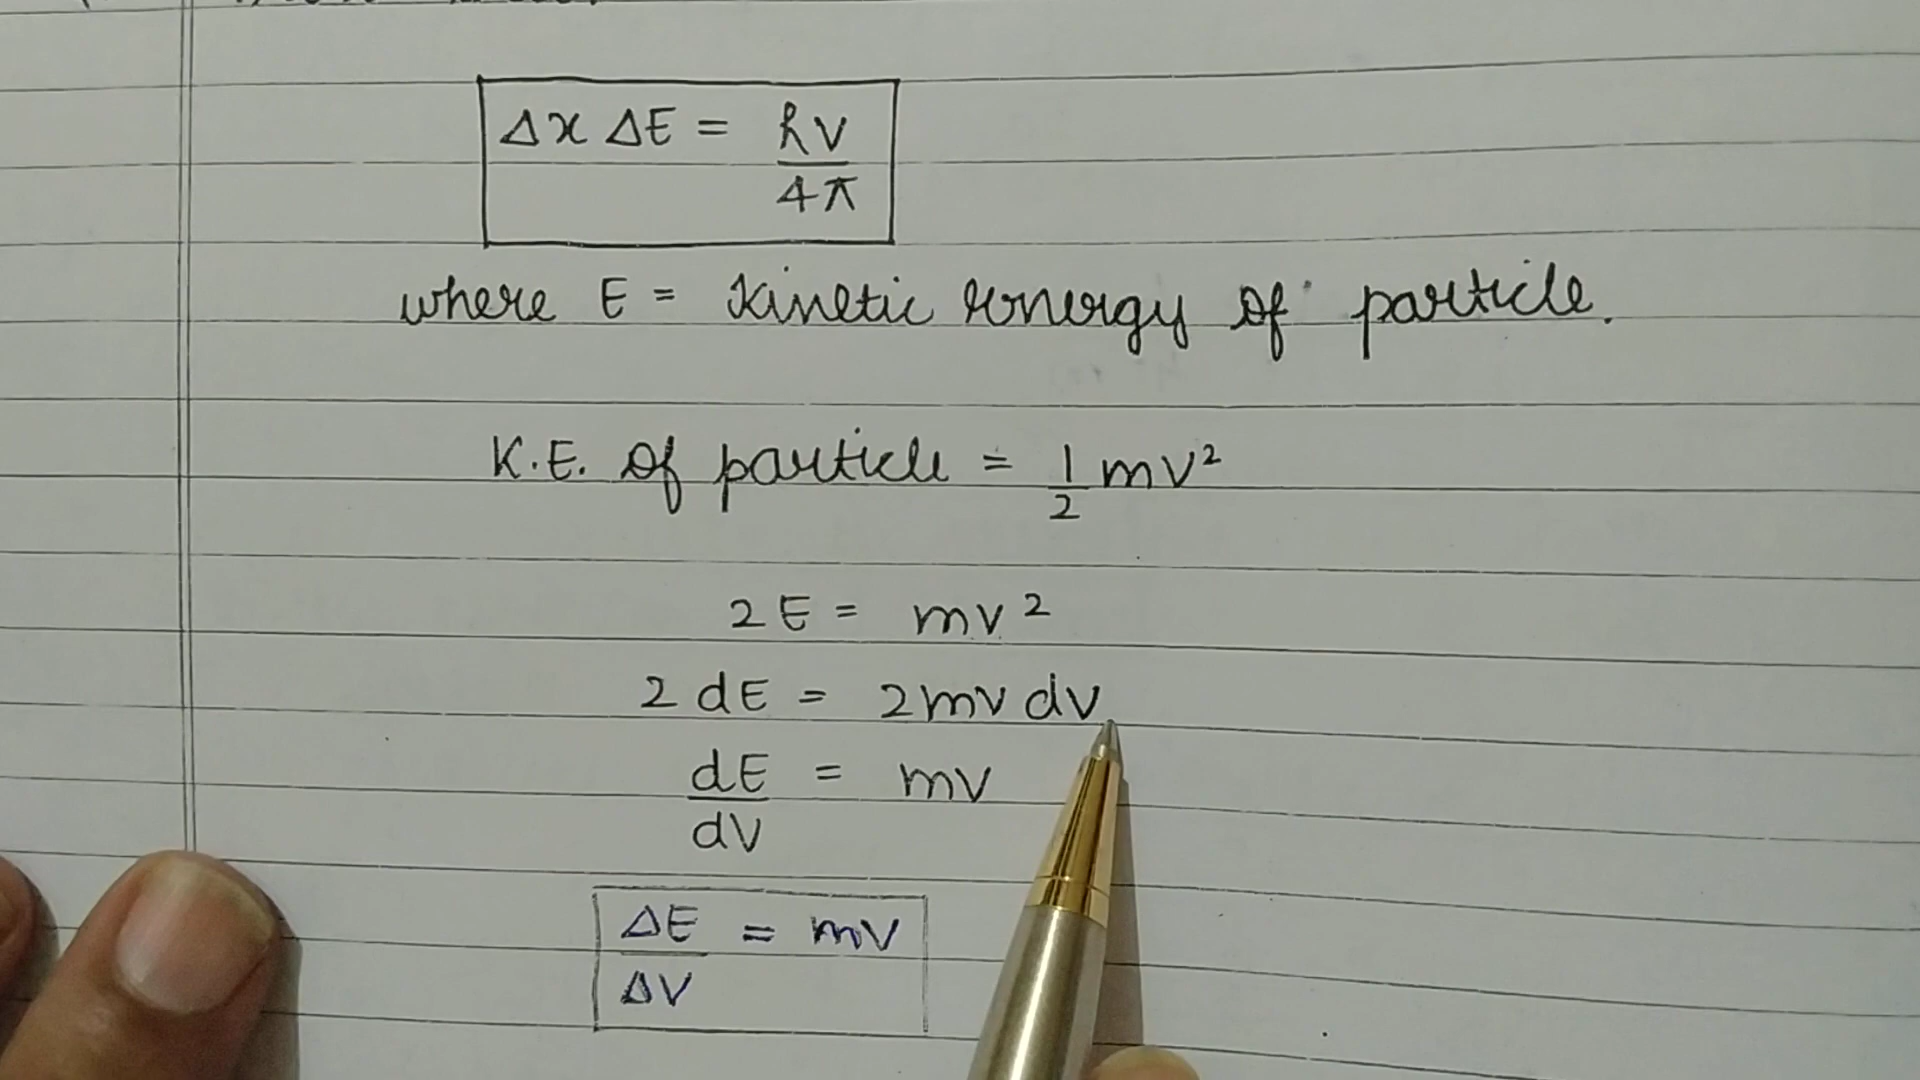 Δx ΔE = hv/4π
where E = Kinetic energy of particle.
K.E. of particle = 1/2 mv²
2E = mv²
2 dE = 2mv dv
dE/dv = mv
ΔE/ΔV = mv